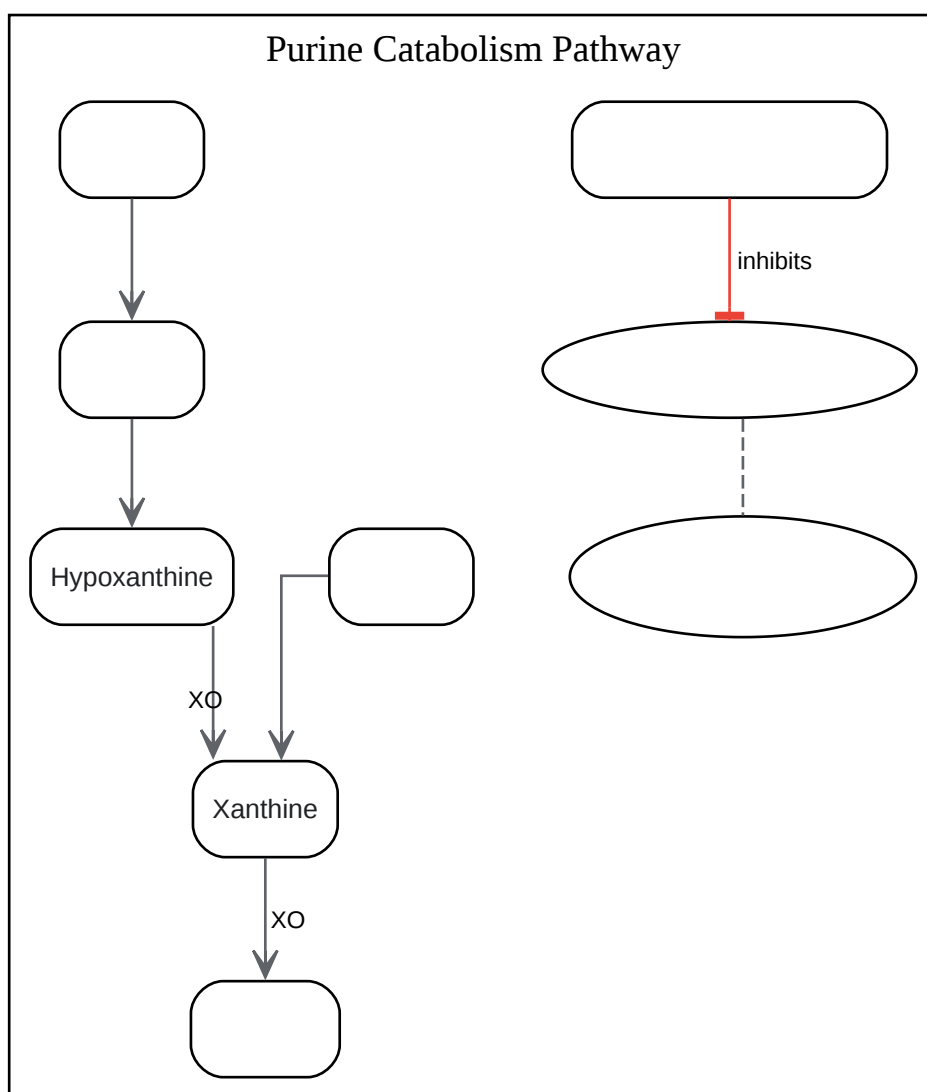 Purine Catabolism Pathway
inhibits
Hypoxanthine
XO
Xanthine
XO